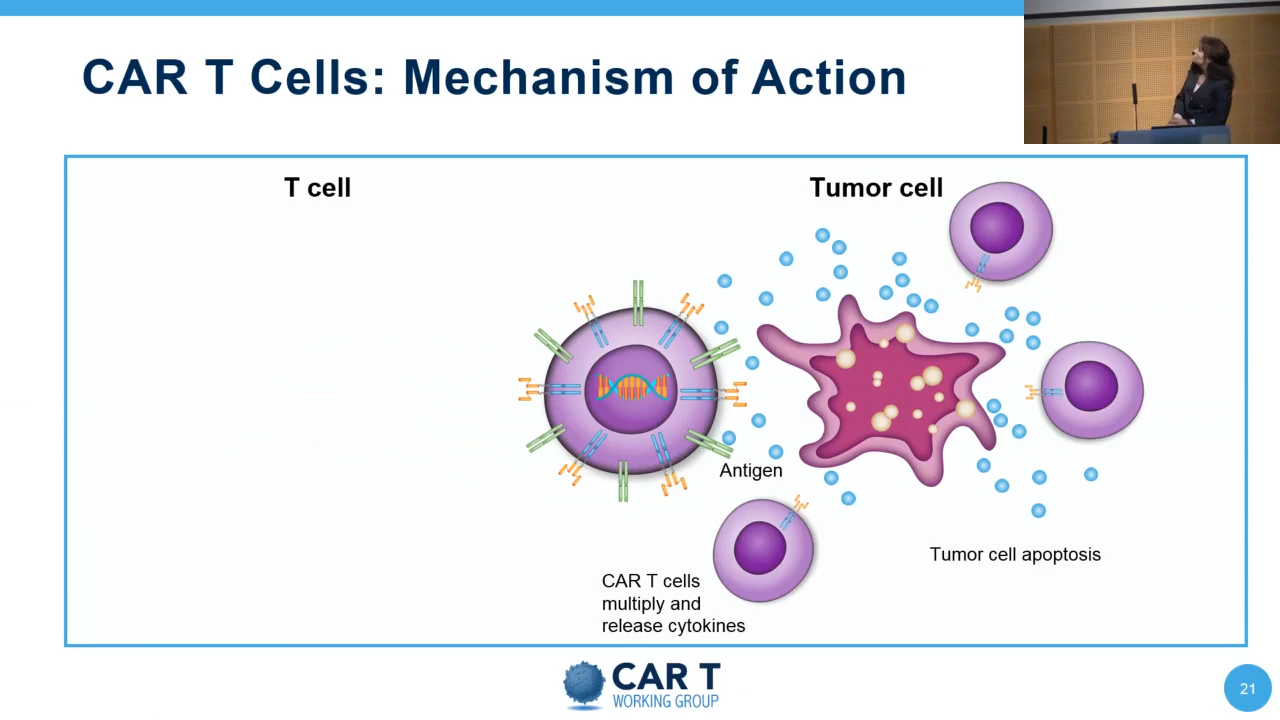 CAR T Cells: Mechanism of Action
T cell
Tumor cell
Antigen
Tumor cell apoptosis
CAR T cells
multiply and
release cytokines
CAR T
WORKING GROUP
21